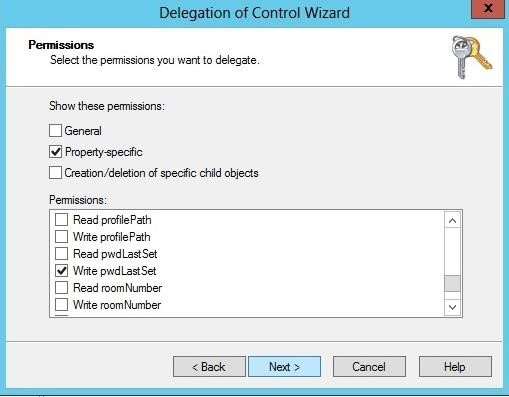 Delegation of Control Wizard
x
Permissions
Select the permissions you want to delegate.
Show these permissions:
General
Property-specific
Creation/deletion of specific child objects
Permissions:
Read profilePath
Write profilePath
Read pwdLastSet
Write pwdLastSet
Read roomNumber
Write roomNumber
< Back
Next >
Cancel
Help